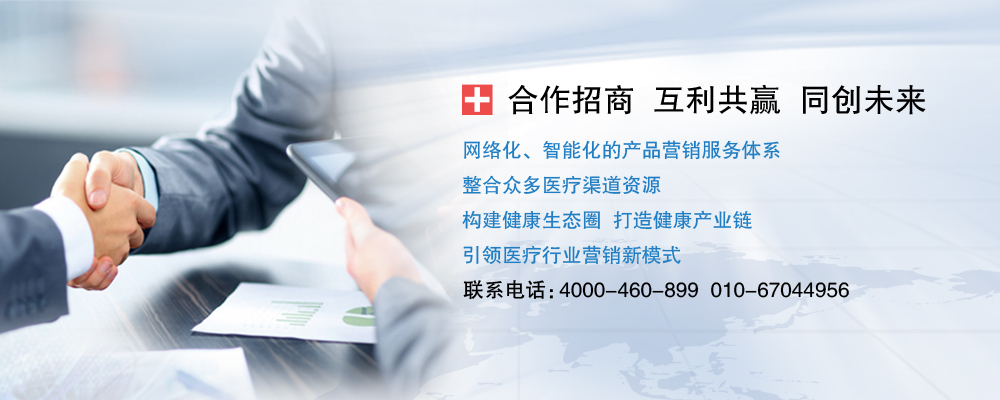 合作招商 互利共赢 同创未来
网络化、智能化的产品营销服务体系
整合众多医疗渠道资源
构建健康生态圈 打造健康产业链
引领医疗行业营销新模式
联系电话：4000-460-899 010-67044956